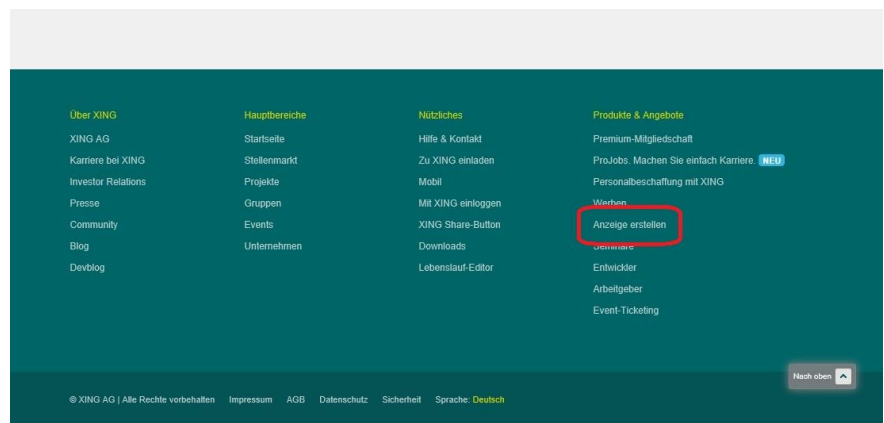 Über XING
XING AG
Karriere bei XING
Investor Relations
Presse
Community
Blog
Devblog
Hauptbereiche
Startseite
Stellenmarkt
Projekte
Gruppen
Events
Unternehmen
Nützliches
Hilfe & Kontakt
Zu XING einladen
Mobil
Mit XING einloggen
XING Share-Button
Downloads
Lebenslauf-Editor
Produkte & Angebote
Premium-Mitgliedschaft
ProJobs. Machen Sie einfach Karriere. NEU
Personalbeschaffung mit XING
Werben
Anzeige erstellen
Seminare
Entwickler
Arbeitgeber
Event-Ticketing
Nach oben
© XING AG | Alle Rechte vorbehalten Impressum AGB Datenschutz Sicherheit Sprache: Deutsch